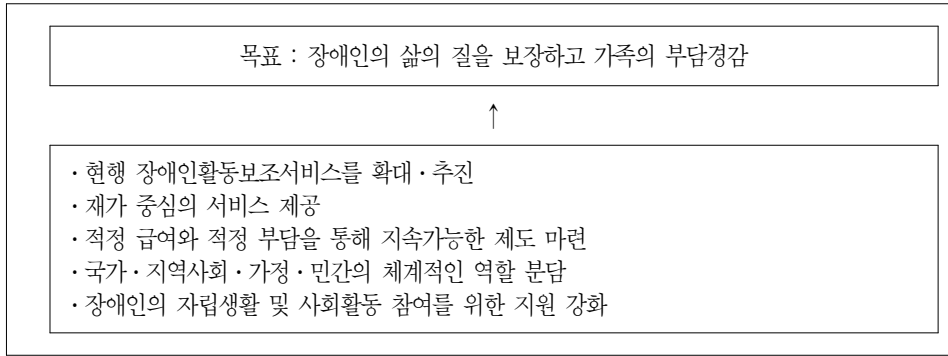 목표 : 장애인의 삶의 질을 보장하고 가족의 부담경감
↑
· 현행 장애인활동보조서비스를 확대 · 추진
· 재가 중심의 서비스 제공
· 적정 급여와 적정 부담을 통해 지속가능한 제도 마련
· 국가 · 지역사회 · 가정 · 민간의 체계적인 역할 분담
· 장애인의 자립생활 및 사회활동 참여를 위한 지원 강화